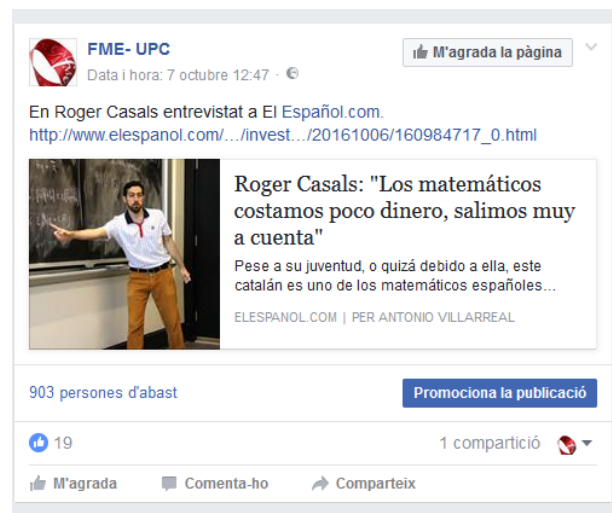 FME- UPC
M'agrada la pàgina
Data i hora: 7 octubre 12:47 ·
En Roger Casals entrevistat a El Español.com.
http://www.elespanol.com/.../invest.../20161006/160984717_0.html
Roger Casals: "Los matemáticos
costamos poco dinero, salimos muy
a cuenta"
Pese a su juventud, o quizá debido a ella, este
catalán es uno de los matemáticos españoles...
ELESPANOL.COM | PER ANTONIO VILLARREAL
903 persones d'abast
Promociona la publicació
19
1 compartició
M'agrada
Comenta-ho
Comparteix